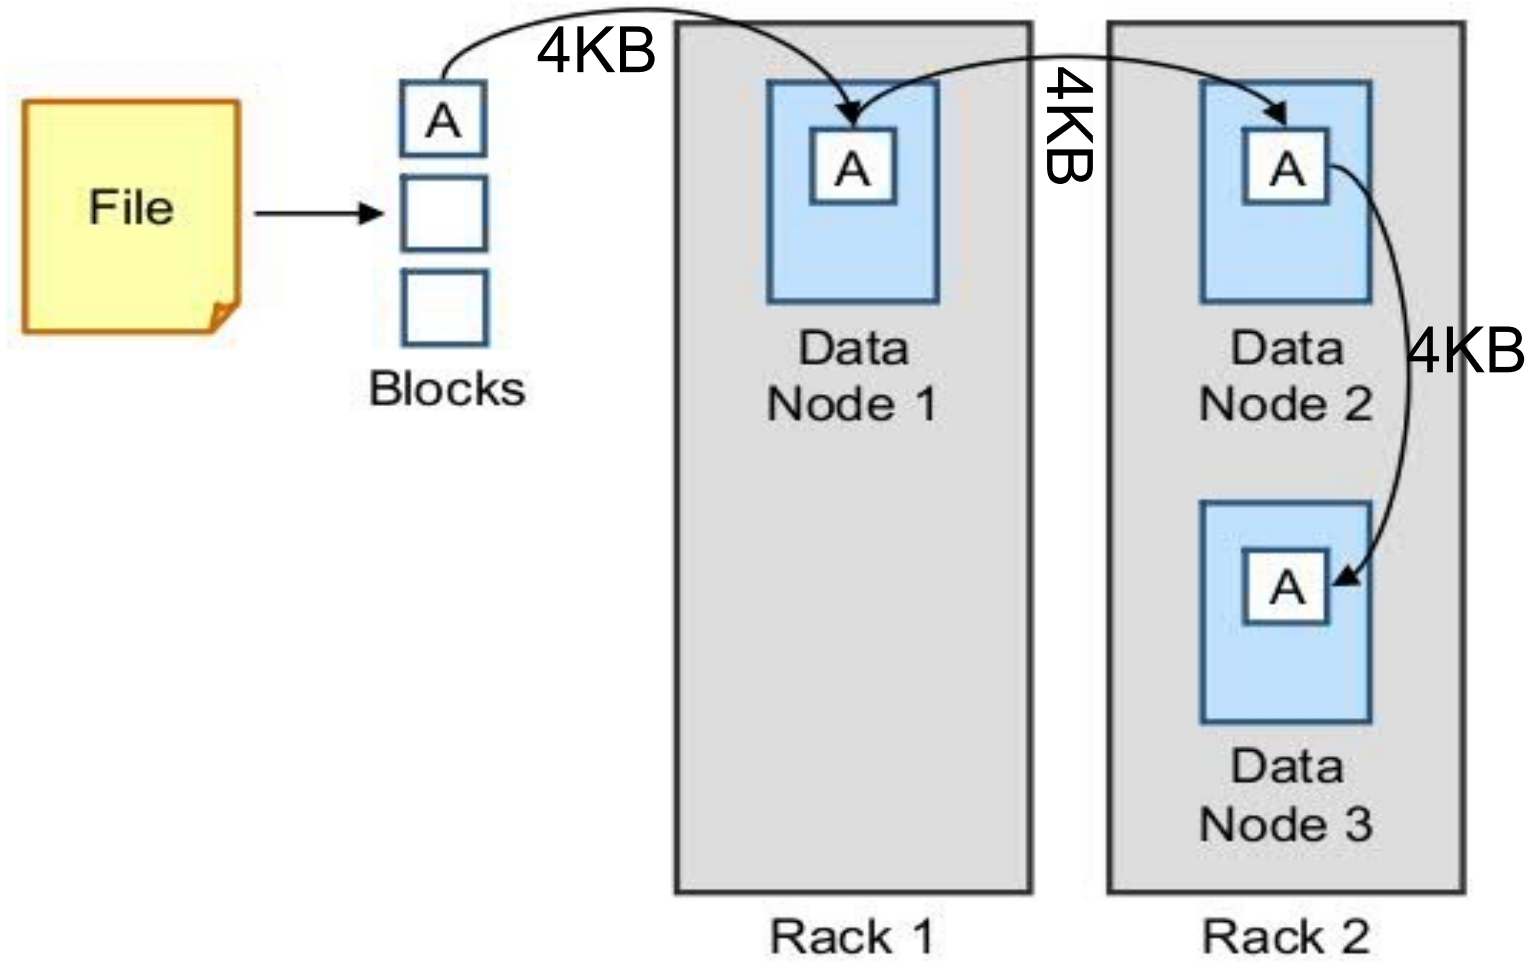 File
A
Blocks
4KB
A
Data
Node 1
Rack 1
4KB
A
Data
Node 2
4KB
A
Data
Node 3
Rack 2